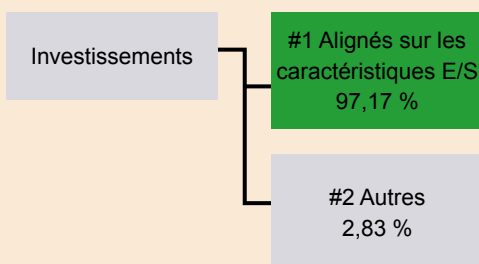 Investissements
#1 Alignés sur les
caractéristiques E/S
97,17 %
#2 Autres
2,83 %